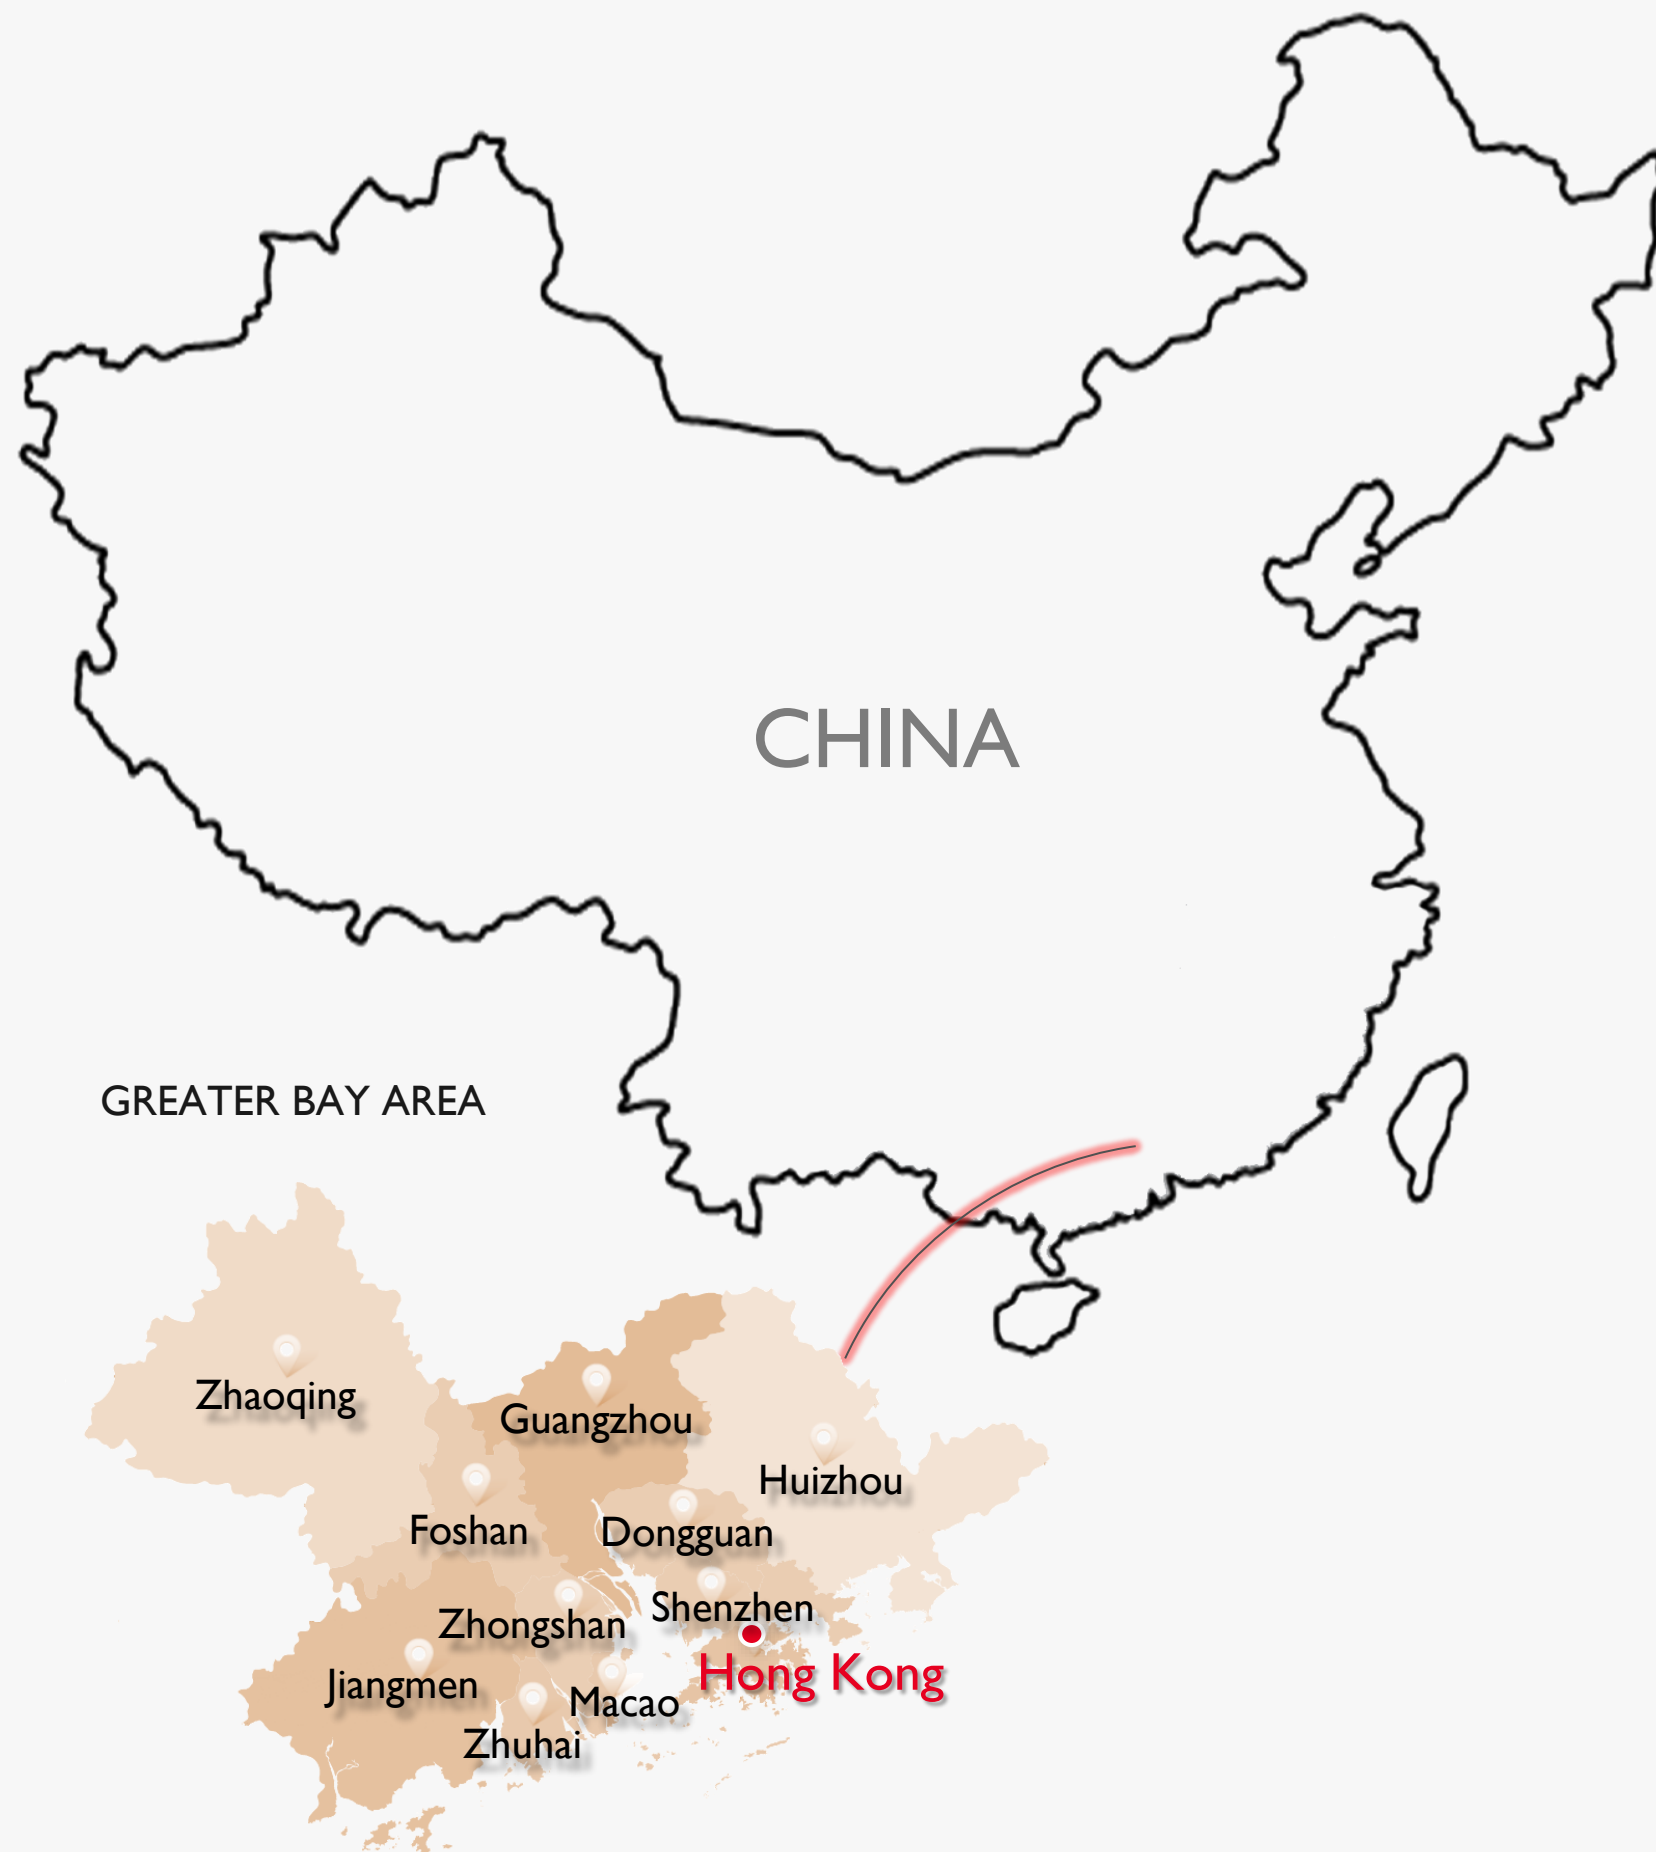 CHINA
GREATER BAY AREA
Zhaoqing
Guangzhou
Huizhou
Foshan
Dongguan
Shenzhen
Zhongshan
Hong Kong
Jiangmen
Macao
Zhuhai